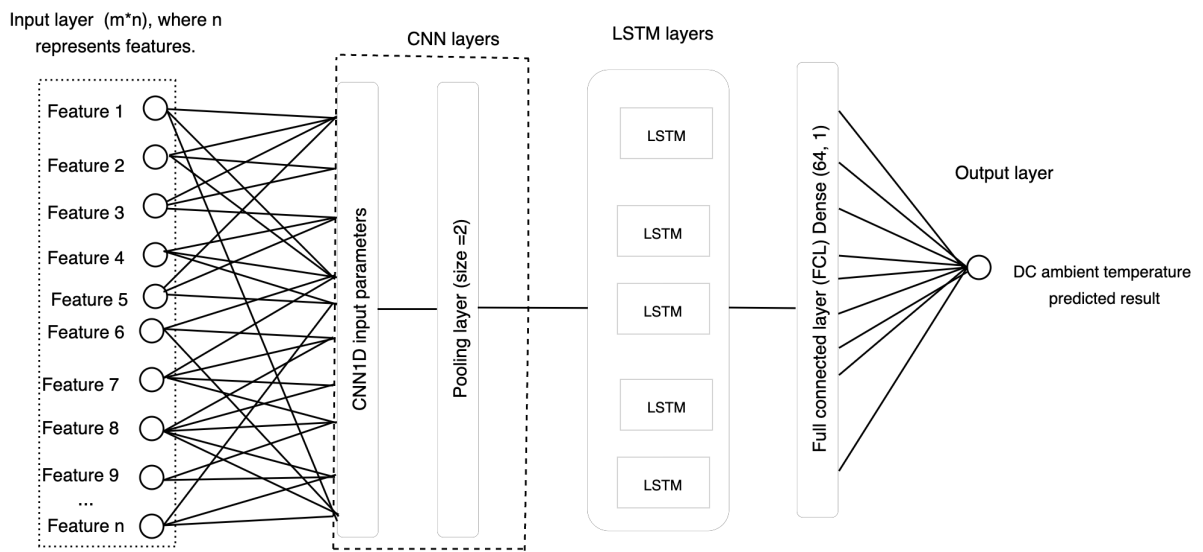 Input layer (m*n), where n
represents features.
CNN layers
LSTM layers
Feature 1
Feature 2
Feature 3
Feature 4
Feature 5
Feature 6
Feature 7
Feature 8
Feature 9
...
Feature n
CNN1D input parameters
Pooling layer (size =2)
LSTM
LSTM
LSTM
LSTM
LSTM
Full connected layer (FCL) Dense (64, 1)
Output layer
DC ambient temperature
predicted result